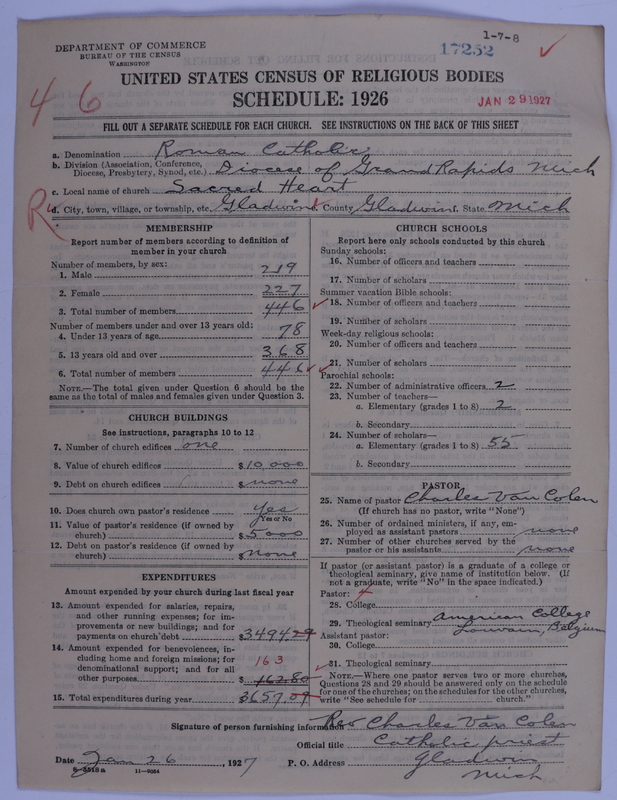 1-7-8
17252
DEPARTMENT OF COMMERCE
BUREAU OF THE CENSUS
WASHINGTON
UNITED STATES CENSUS OF RELIGIOUS BODIES
SCHEDULE: 1926
JAN 29 1927
4 6
FILL OUT A SEPARATE SCHEDULE FOR EACH CHURCH. SEE INSTRUCTIONS ON THE BACK OF THIS SHEET
a. Denomination Roman Catholic
b. Division (Association, Conference, Diocese, Presbytery, Synod, etc.) Diocese of Grand Rapids Mich
c. Local name of church Sacred Heart
d. City, town, village, or township, etc. Gladwin e. County Gladwin f. State Mich
R
MEMBERSHIP
Report number of members according to definition of
member in your church
Number of members, by sex:
1. Male 219
2. Female 227
3. Total number of members 446
Number of members under and over 13 years old:
4. Under 13 years of age 78
5. 13 years old and over 368
6. Total number of members 446
NOTE.—The total given under Question 6 should be the
same as the total of males and females given under Question 3.
CHURCH BUILDINGS
See instructions, paragraphs 10 to 12
7. Number of church edifices one
8. Value of church edifices $10,000
9. Debt on church edifices $ none
10. Does church own pastor's residence Yes
Yes or No
11. Value of pastor's residence (if owned by
church) $5000
12. Debt on pastor's residence (if owned by
church) $none
EXPENDITURES
Amount expended by your church during last fiscal year
13. Amount expended for salaries, repairs,
and other running expenses; for im-
provements or new buildings; and for
payments on church debt $3494 29
14. Amount expended for benevolences, in-
cluding home and foreign missions; for
denominational support; and for all
other purposes 163
$ 162.80
15. Total expenditures during year 3657.09
CHURCH SCHOOLS
Report here only schools conducted by this church
Sunday schools:
16. Number of officers and teachers
17. Number of scholars
Summer vacation Bible schools:
18. Number of officers and teachers
19. Number of scholars
Week-day religious schools:
20. Number of officers and teachers
21. Number of scholars
Parochial schools:
22. Number of administrative officers 2
23. Number of teachers—
a. Elementary (grades 1 to 8) 2
b. Secondary
24. Number of scholars—
a. Elementary (grades 1 to 8) 55
b. Secondary
PASTOR
25. Name of pastor Charles Van Colen
(If church has no pastor, write "None")
26. Number of ordained ministers, if any, em-
ployed as assistant pastors none
27. Number of other churches served by the
pastor or his assistants none
If pastor (or assistant pastor) is a graduate of a college or
theological seminary, give name of institution below. (If
not a graduate, write "No" in the space indicated.)
Pastor:
28. College
29. Theological seminary American College
Louvain, Belgium
Assistant pastor:
30. College
31. Theological seminary
NOTE.—Where one pastor serves two or more churches,
Questions 28 and 29 should be answered only on the schedule
for one of the churches; on the schedules for the other churches,
write "See schedule for church."
Signature of person furnishing information Rev Charles Van Colen
Official title Catholic priest
Date Jan 26, 1927 P. O. Address Gladwin
Mich
11—9064